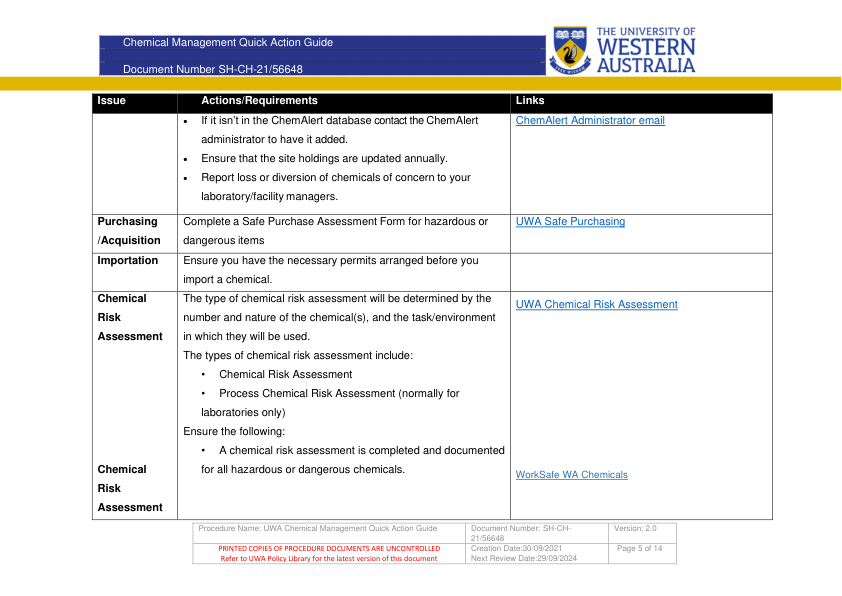 Chemical Management Quick Action Guide
Document Number SH-CH-21/56648
THE UNIVERSITY OF
WESTERN
AUSTRALIA
Issue Actions/Requirements Links
• If it isn't in the ChemAlert database contact the ChemAlert
administrator to have it added.
• Ensure that the site holdings are updated annually.
• Report loss or diversion of chemicals of concern to your
laboratory/facility managers.
ChemAlert Administrator email
Purchasing
/Acquisition
Complete a Safe Purchase Assessment Form for hazardous or
dangerous items
UWA Safe Purchasing
Importation
Ensure you have the necessary permits arranged before you
import a chemical.
Chemical
Risk
Assessment
The type of chemical risk assessment will be determined by the
number and nature of the chemical(s), and the task/environment
in which they will be used.
The types of chemical risk assessment include:
• Chemical Risk Assessment
• Process Chemical Risk Assessment (normally for
laboratories only)
Ensure the following:
• A chemical risk assessment is completed and documented
for all hazardous or dangerous chemicals.
UWA Chemical Risk Assessment
Chemical
Risk
Assessment
WorkSafe WA Chemicals
Procedure Name: UWA Chemical Management Quick Action Guide
Document Number: SH-CH-
21/56648
Version: 2.0
PRINTED COPIES OF PROCEDURE DOCUMENTS ARE UNCONTROLLED
Refer to UWA Policy Library for the latest version of this document
Creation Date:30/09/2021
Next Review Date:29/09/2024
Page 5 of 14